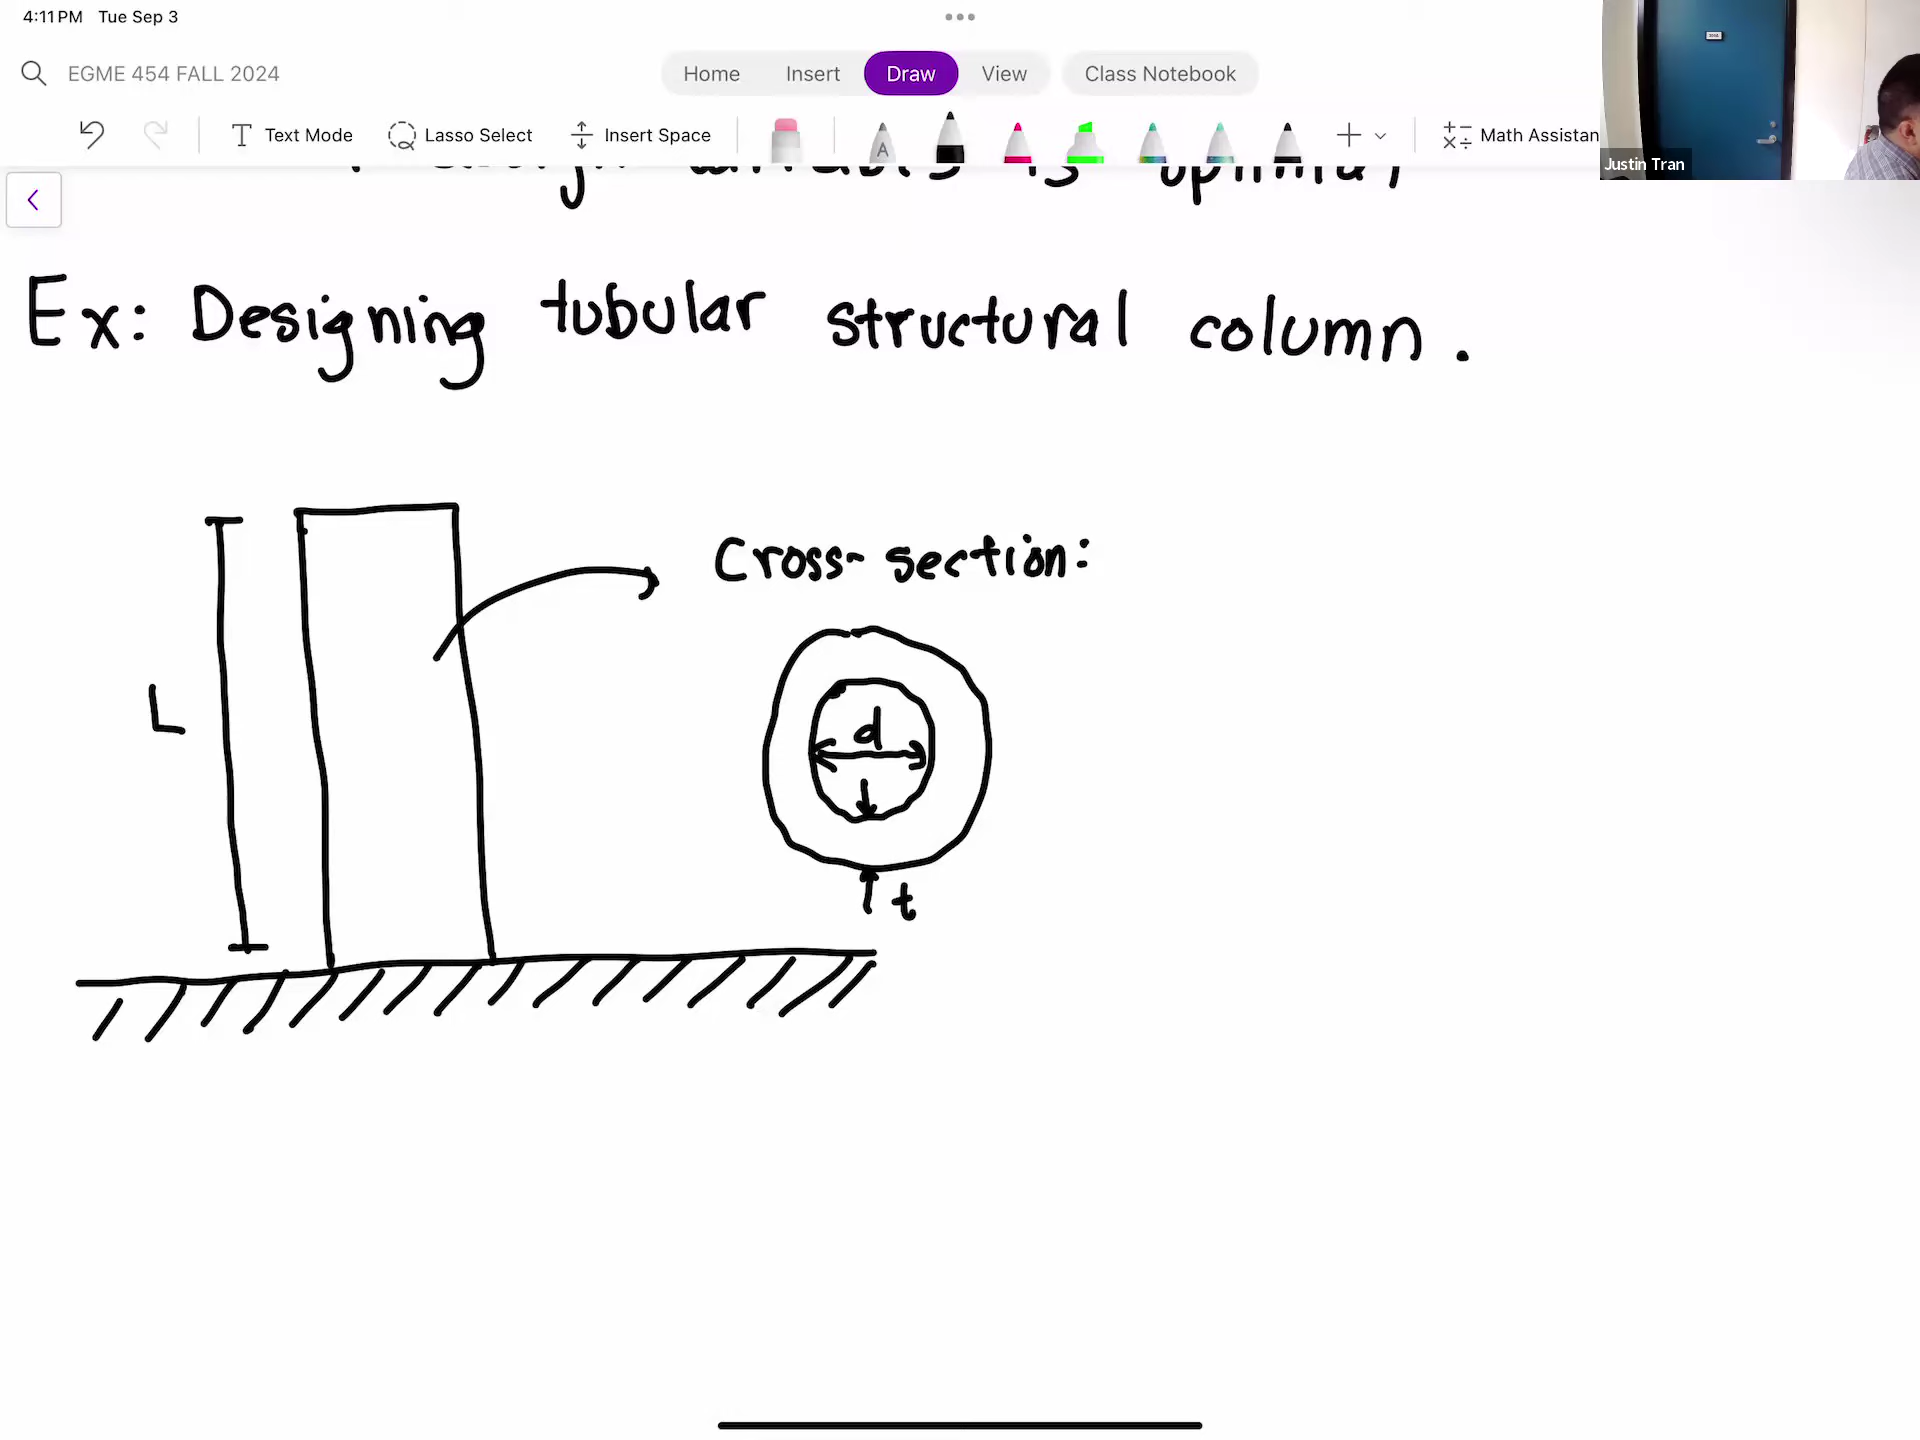 4:11 PM Tue Sep 3
EGME 454 FALL 2024
Home Insert Draw View Class Notebook
Text Mode Lasso Select Insert Space A Math Assistan
Justin Tran
Ex: Designing tubular structural column.
Cross-section:
L
d
t